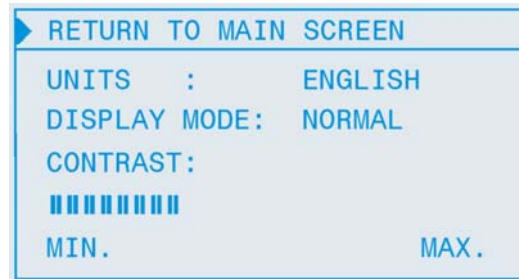 RETURN TO MAIN SCREEN
UNITS : ENGLISH
DISPLAY MODE: NORMAL
CONTRAST:
MIN. MAX.